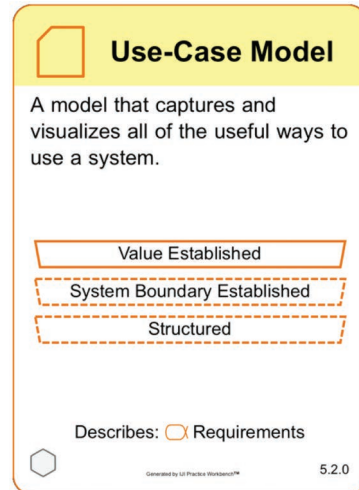 Use-Case Model
A model that captures and
visualizes all of the useful ways to
use a system.
Value Established
System Boundary Established
Structured
Describes: Requirements
Generated by IJI Practice Workbench™
5.2.0